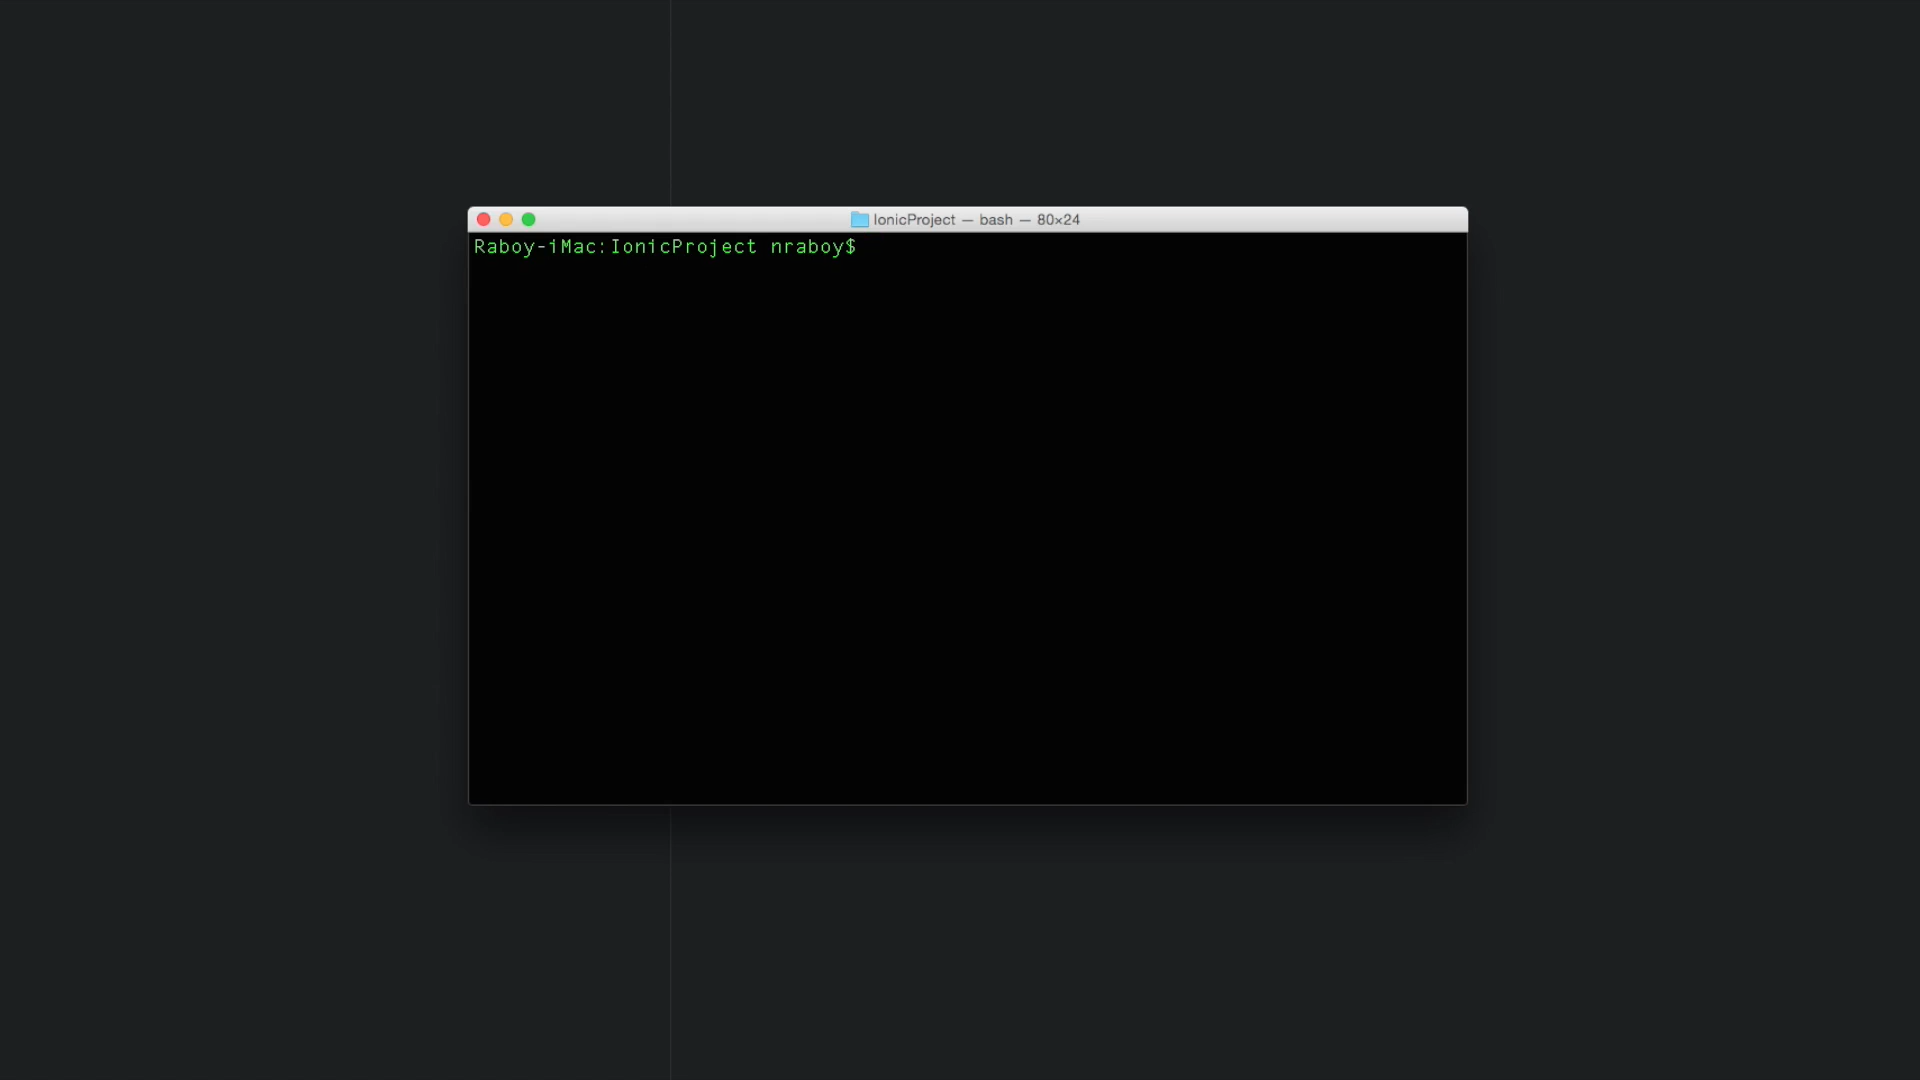 IonicProject — bash — 80×24
Raboy-iMac:IonicProject nraboy$